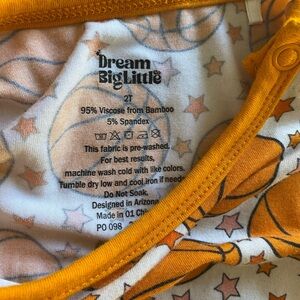 Dream
Big Little
2T
95% Viscose from Bamboo
5% Spandex
This fabric is pre-washed.
For best results,
machine wash cold with like colors.
Tumble dry low and cool iron if needed
Do Not Soak.
Designed in Arizona
Made in 01 Chi
PO 098